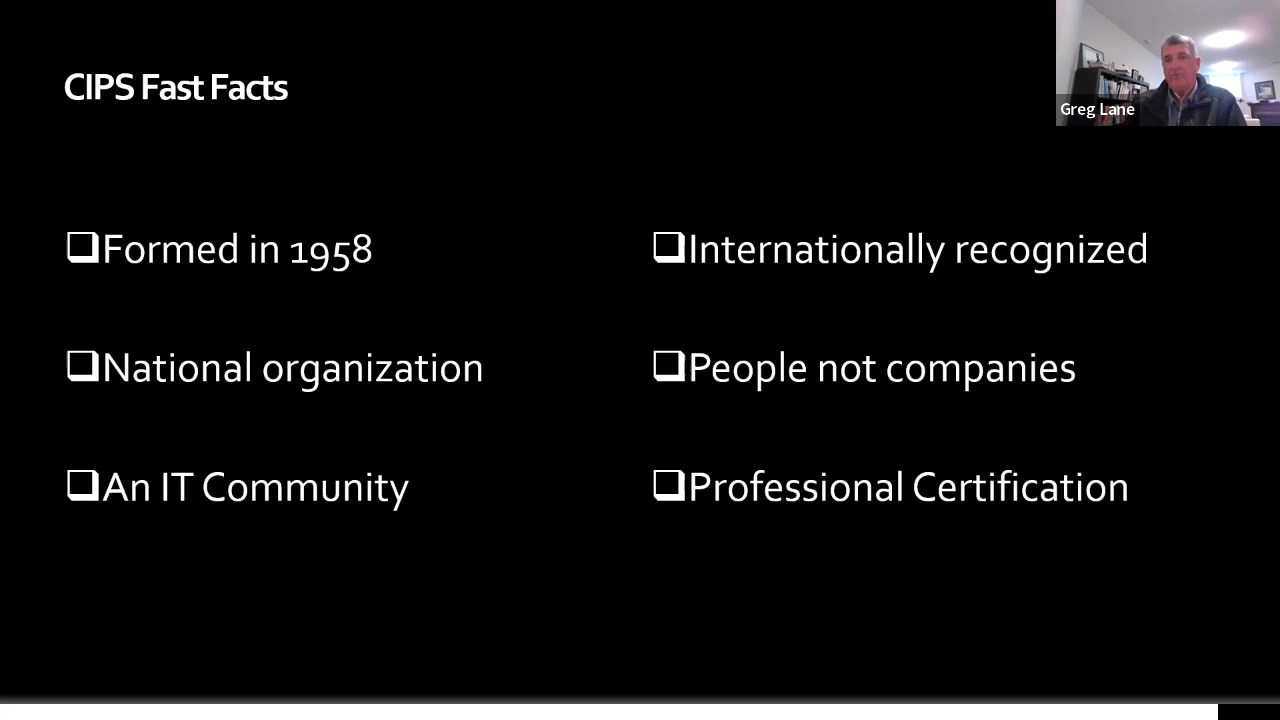 CIPS Fast Facts
Greg Lane
Formed in 1958
National organization
An IT Community
Internationally recognized
People not companies
Professional Certification